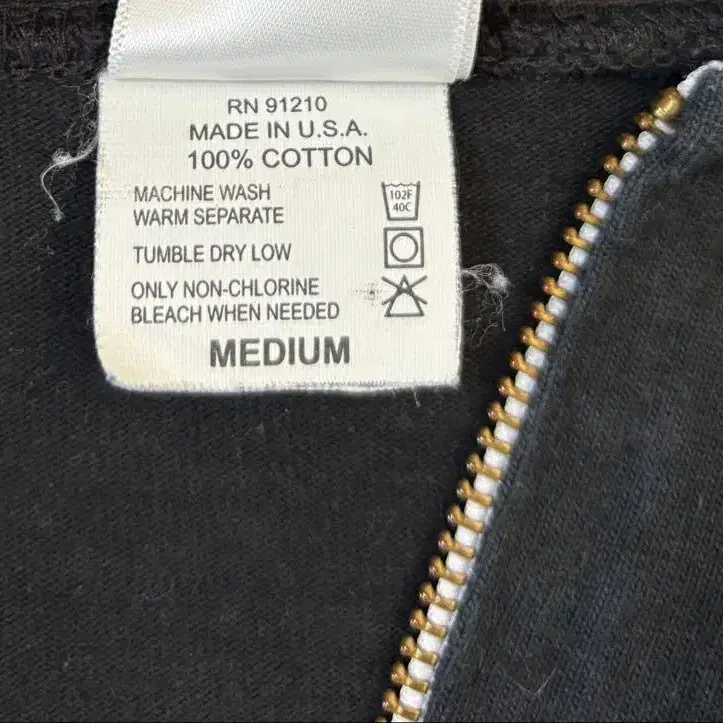 RN 91210
MADE IN U.S.A.
100% COTTON
MACHINE WASH
WARM SEPARATE
102F
40C
TUMBLE DRY LOW
ONLY NON-CHLORINE
BLEACH WHEN NEEDED
MEDIUM